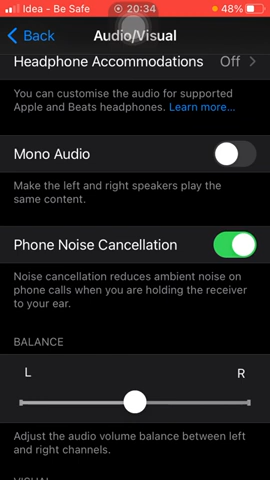 Idea - Be Safe 20:34 48%
Back Audio/Visual
Headphone Accommodations Off
You can customise the audio for supported
Apple and Beats headphones. Learn more...
Mono Audio
Make the left and right speakers play the
same content.
Phone Noise Cancellation
Noise cancellation reduces ambient noise on
phone calls when you are holding the receiver
to your ear.
BALANCE
L R
Adjust the audio volume balance between left
and right channels.
VISUAL